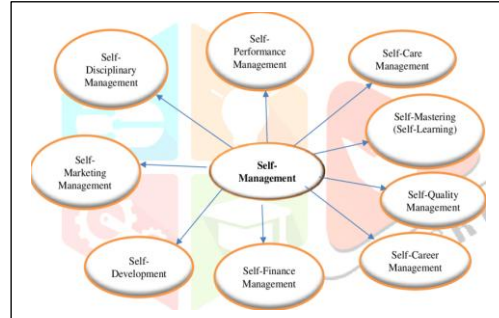 Self-
Disciplinary
Management
Self-
Performance
Management
Self-Care
Management
Self-Mastering
(Self-Learning)
Self-
Marketing
Management
Self-
Management
Self-Quality
Management
Self-
Development
Self-Finance
Management
Self-Career
Management